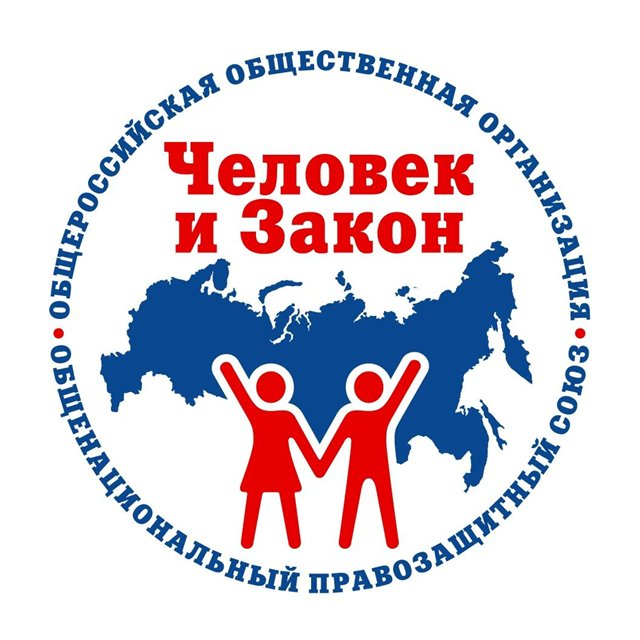 ОБЩЕРОССИЙСКАЯ ОБЩЕСТВЕННАЯ ОРГАНИЗАЦИЯ
Человек
и Закон
• ОБЩЕНАЦИОНАЛЬНЫЙ ПРАВОЗАЩИТНЫЙ СОЮЗ •